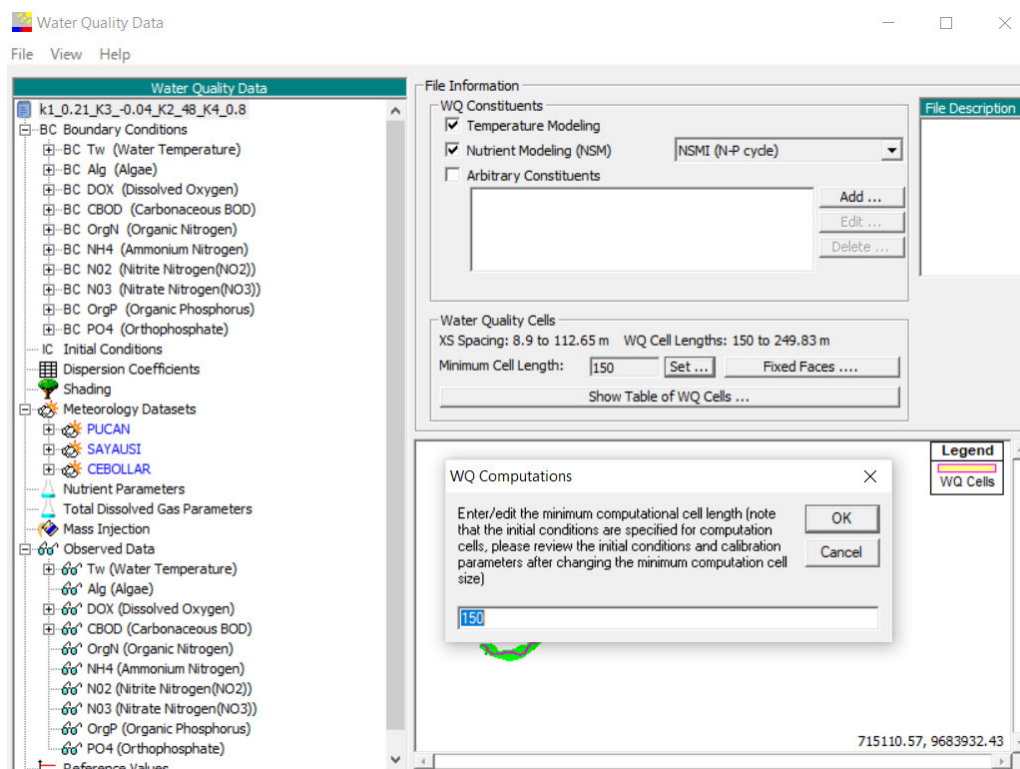 Water Quality Data
File View Help
Water Quality Data
k1_0.21_K3_-0.04_K2_48_K4_0.8
BC Boundary Conditions
BC Tw (Water Temperature)
BC Alg (Algae)
BC DOX (Dissolved Oxygen)
BC CBOD (Carbonaceous BOD)
BC OrgN (Organic Nitrogen)
BC NH4 (Ammonium Nitrogen)
BC N02 (Nitrite Nitrogen(NO2))
BC N03 (Nitrate Nitrogen(NO3))
BC OrgP (Organic Phosphorus)
BC PO4 (Orthophosphate)
IC Initial Conditions
Dispersion Coefficients
Shading
Meteorology Datasets
PUCAN
SAYAUSI
CEBOLLAR
Nutrient Parameters
Total Dissolved Gas Parameters
Mass Injection
Observed Data
Tw (Water Temperature)
Alg (Algae)
DOX (Dissolved Oxygen)
CBOD (Carbonaceous BOD)
OrgN (Organic Nitrogen)
NH4 (Ammonium Nitrogen)
N02 (Nitrite Nitrogen(NO2))
N03 (Nitrate Nitrogen(NO3))
OrgP (Organic Phosphorus)
PO4 (Orthophosphate)
Reference Values
File Information
WQ Constituents
Temperature Modeling
Nutrient Modeling (NSM)
NSMI (N-P cycle)
Arbitrary Constituents
Add ...
Edit ...
Delete ...
File Description
Water Quality Cells
XS Spacing: 8.9 to 112.65 m WQ Cell Lengths: 150 to 249.83 m
Minimum Cell Length: 150 Set ... Fixed Faces ....
Show Table of WQ Cells ...
Legend
WQ Cells
WQ Computations
Enter/edit the minimum computational cell length (note
that the initial conditions are specified for computation
cells, please review the initial conditions and calibration
parameters after changing the minimum computation cell
size)
OK
Cancel
150
715110.57, 9683932.43